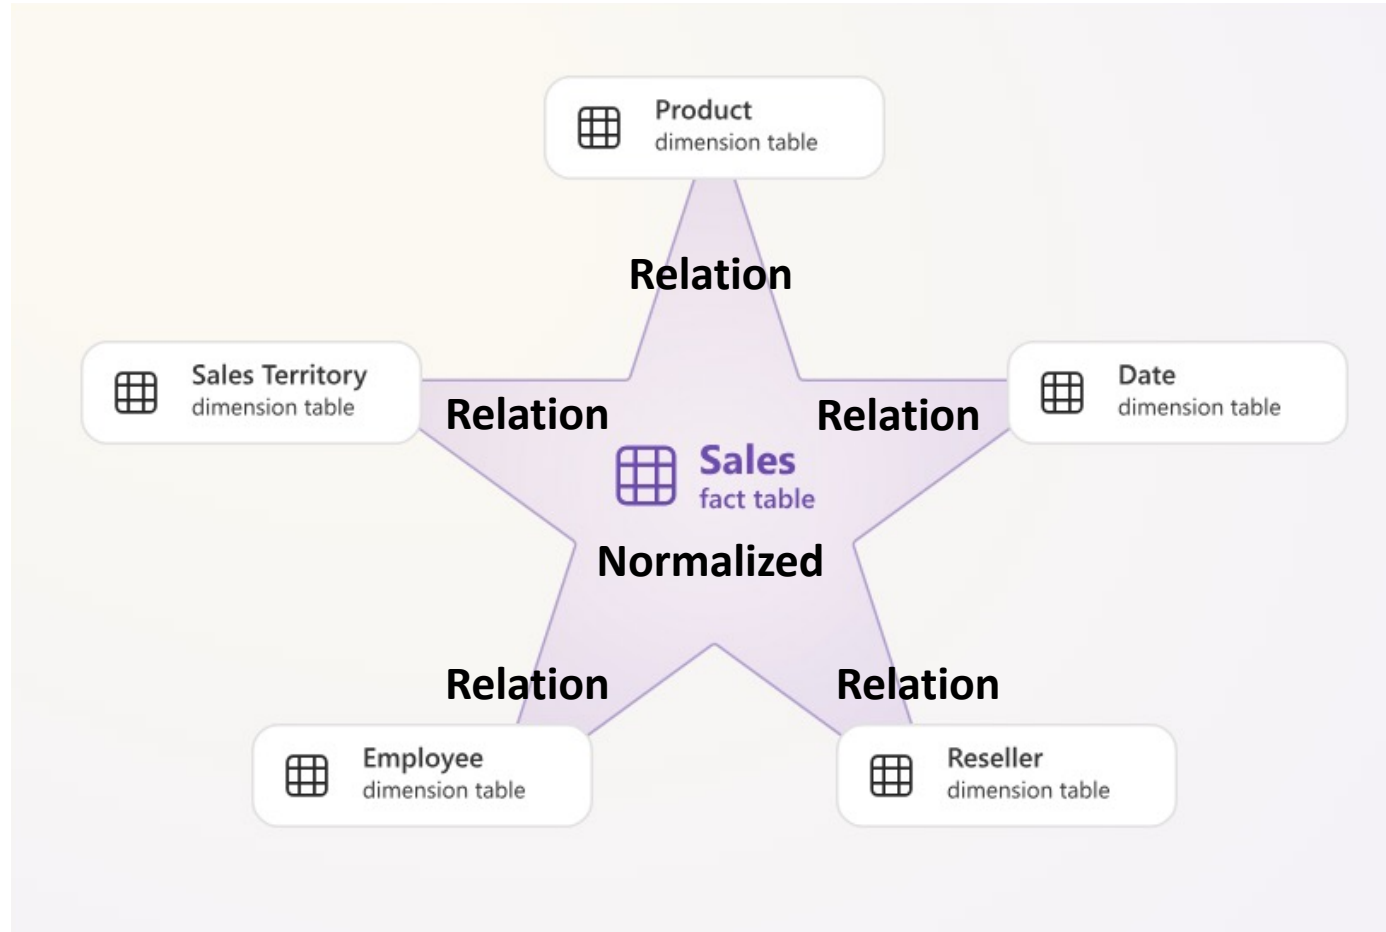 Product
dimension table
Relation
Sales Territory
dimension table
Date
dimension table
Relation
Relation
Sales
fact table
Normalized
Relation
Relation
Employee
dimension table
Reseller
dimension table